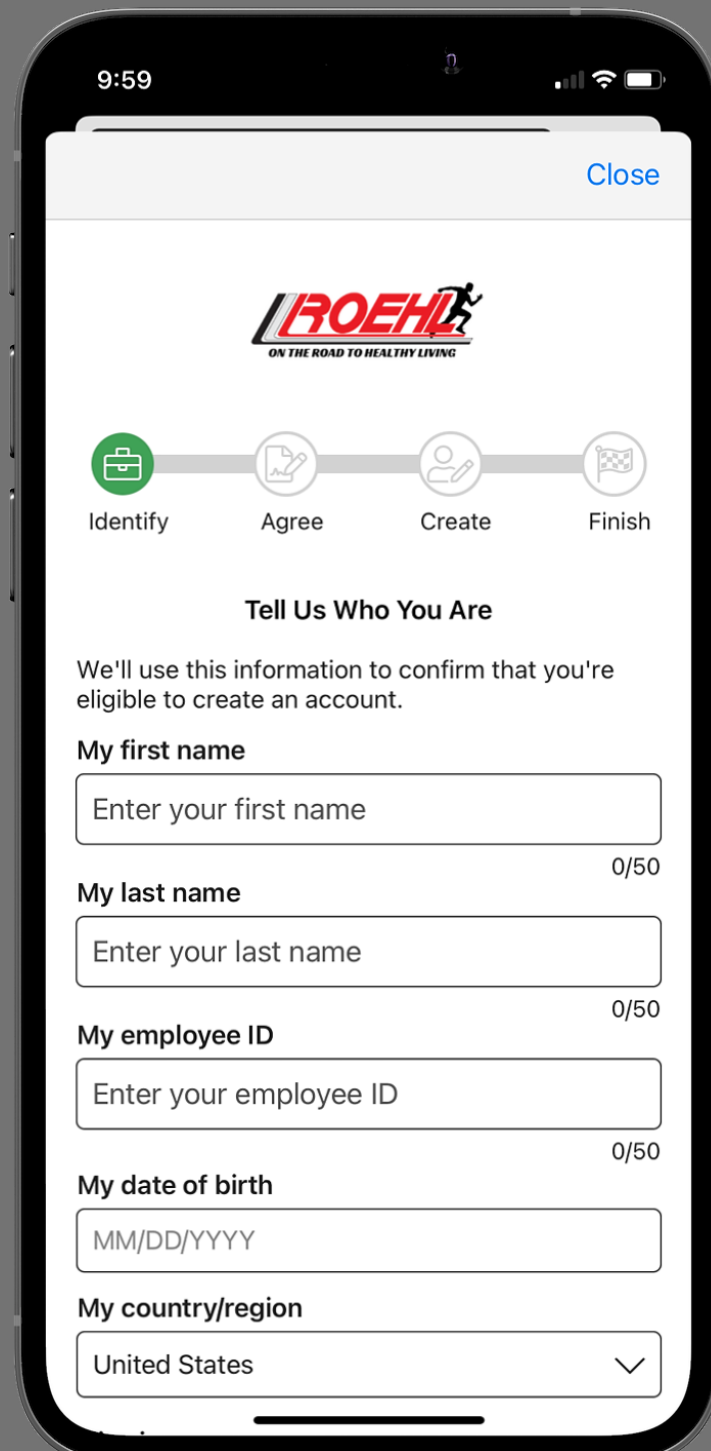 9:59
Close
ROEHL
ON THE ROAD TO HEALTHY LIVING
Identify
Agree
Create
Finish
Tell Us Who You Are
We'll use this information to confirm that you're
eligible to create an account.
My first name
Enter your first name
0/50
My last name
Enter your last name
0/50
My employee ID
Enter your employee ID
0/50
My date of birth
MM/DD/YYYY
My country/region
United States